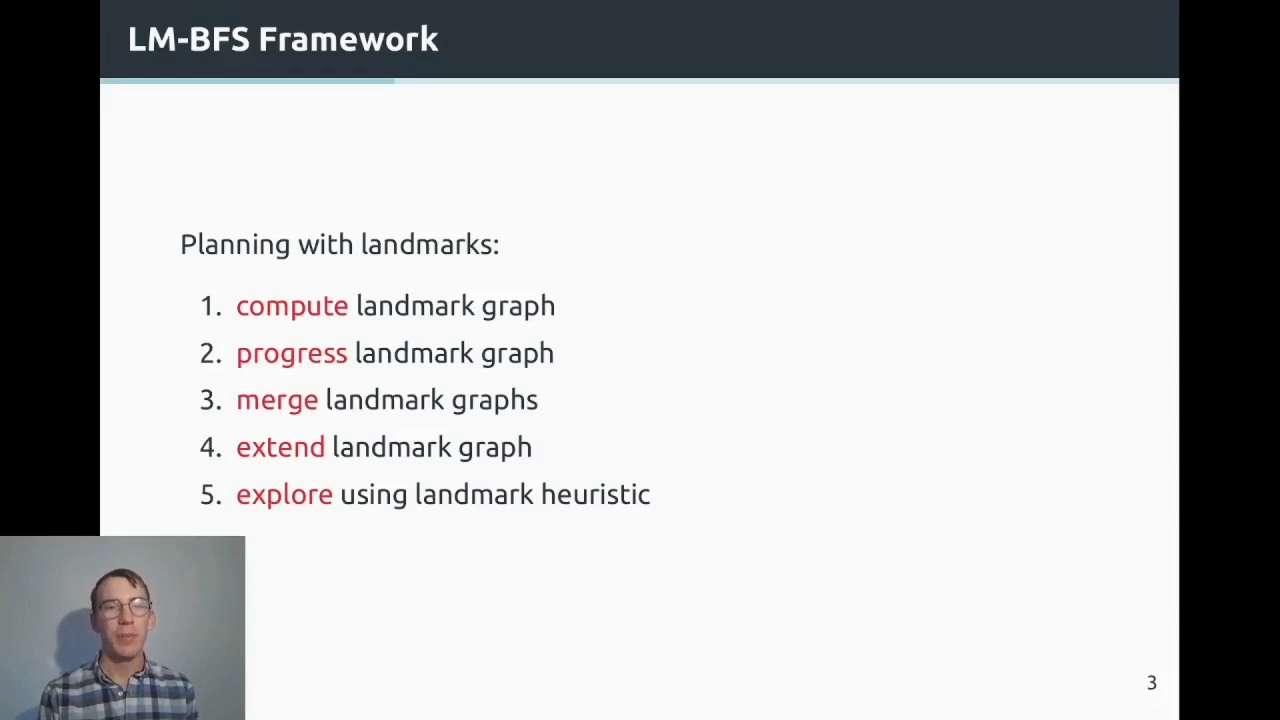 LM-BFS Framework
Planning with landmarks:
1. compute landmark graph
2. progress landmark graph
3. merge landmark graphs
4. extend landmark graph
5. explore using landmark heuristic
3